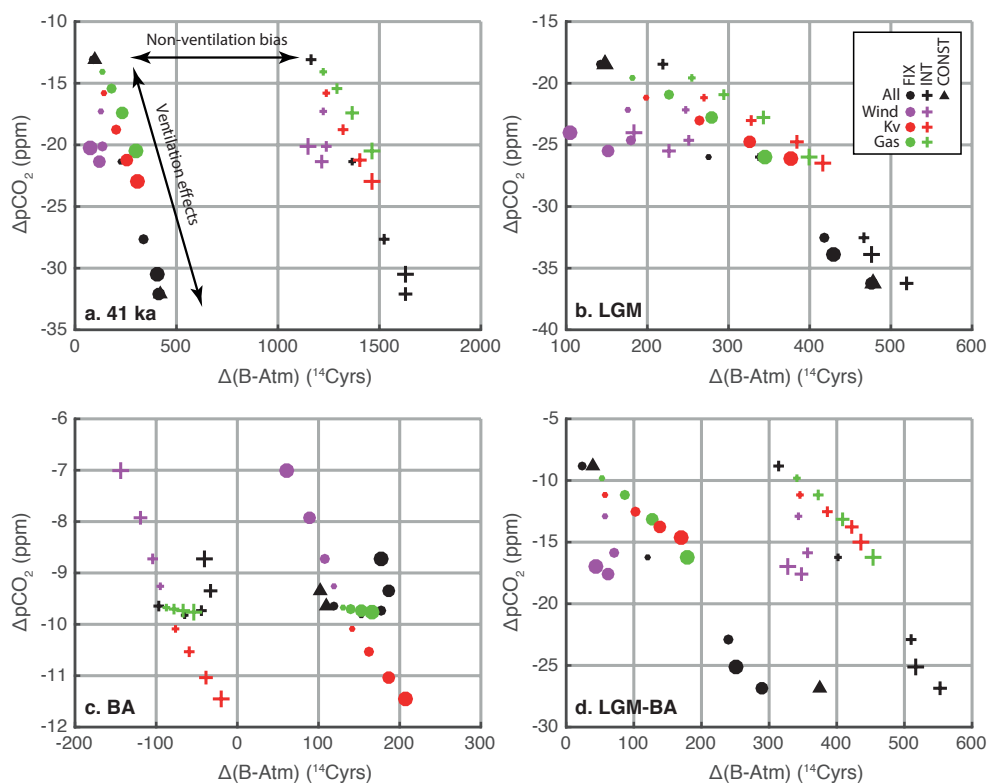 -10
-15
-20
-25
-30
-35
ΔpCO₂ (ppm)
Non-ventilation bias
Ventilation effects
a. 41 ka
0
500
1000
1500
2000
Δ(B-Atm) (¹⁴Cyrs)
-10
-15
-20
-25
-30
-35
-40
ΔpCO₂ (ppm)
FIX
INT
CONST
All
Wind
Kv
Gas
b. LGM
100
200
300
400
500
600
Δ(B-Atm) (¹⁴Cyrs)
-6
-7
-8
-9
-10
-11
-12
ΔpCO₂ (ppm)
c. BA
-200
-100
0
100
200
300
Δ(B-Atm) (¹⁴Cyrs)
-5
-10
-15
-20
-25
-30
ΔpCO₂ (ppm)
d. LGM-BA
0
100
200
300
400
500
600
Δ(B-Atm) (¹⁴Cyrs)